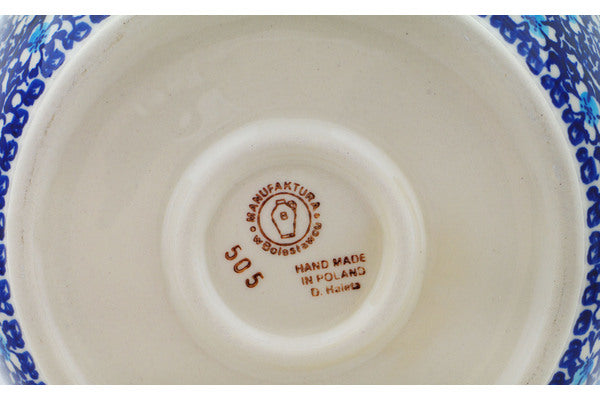 MANUFAKTURA
w Bolesławcu
B
505
HAND MADE
IN POLAND
D.